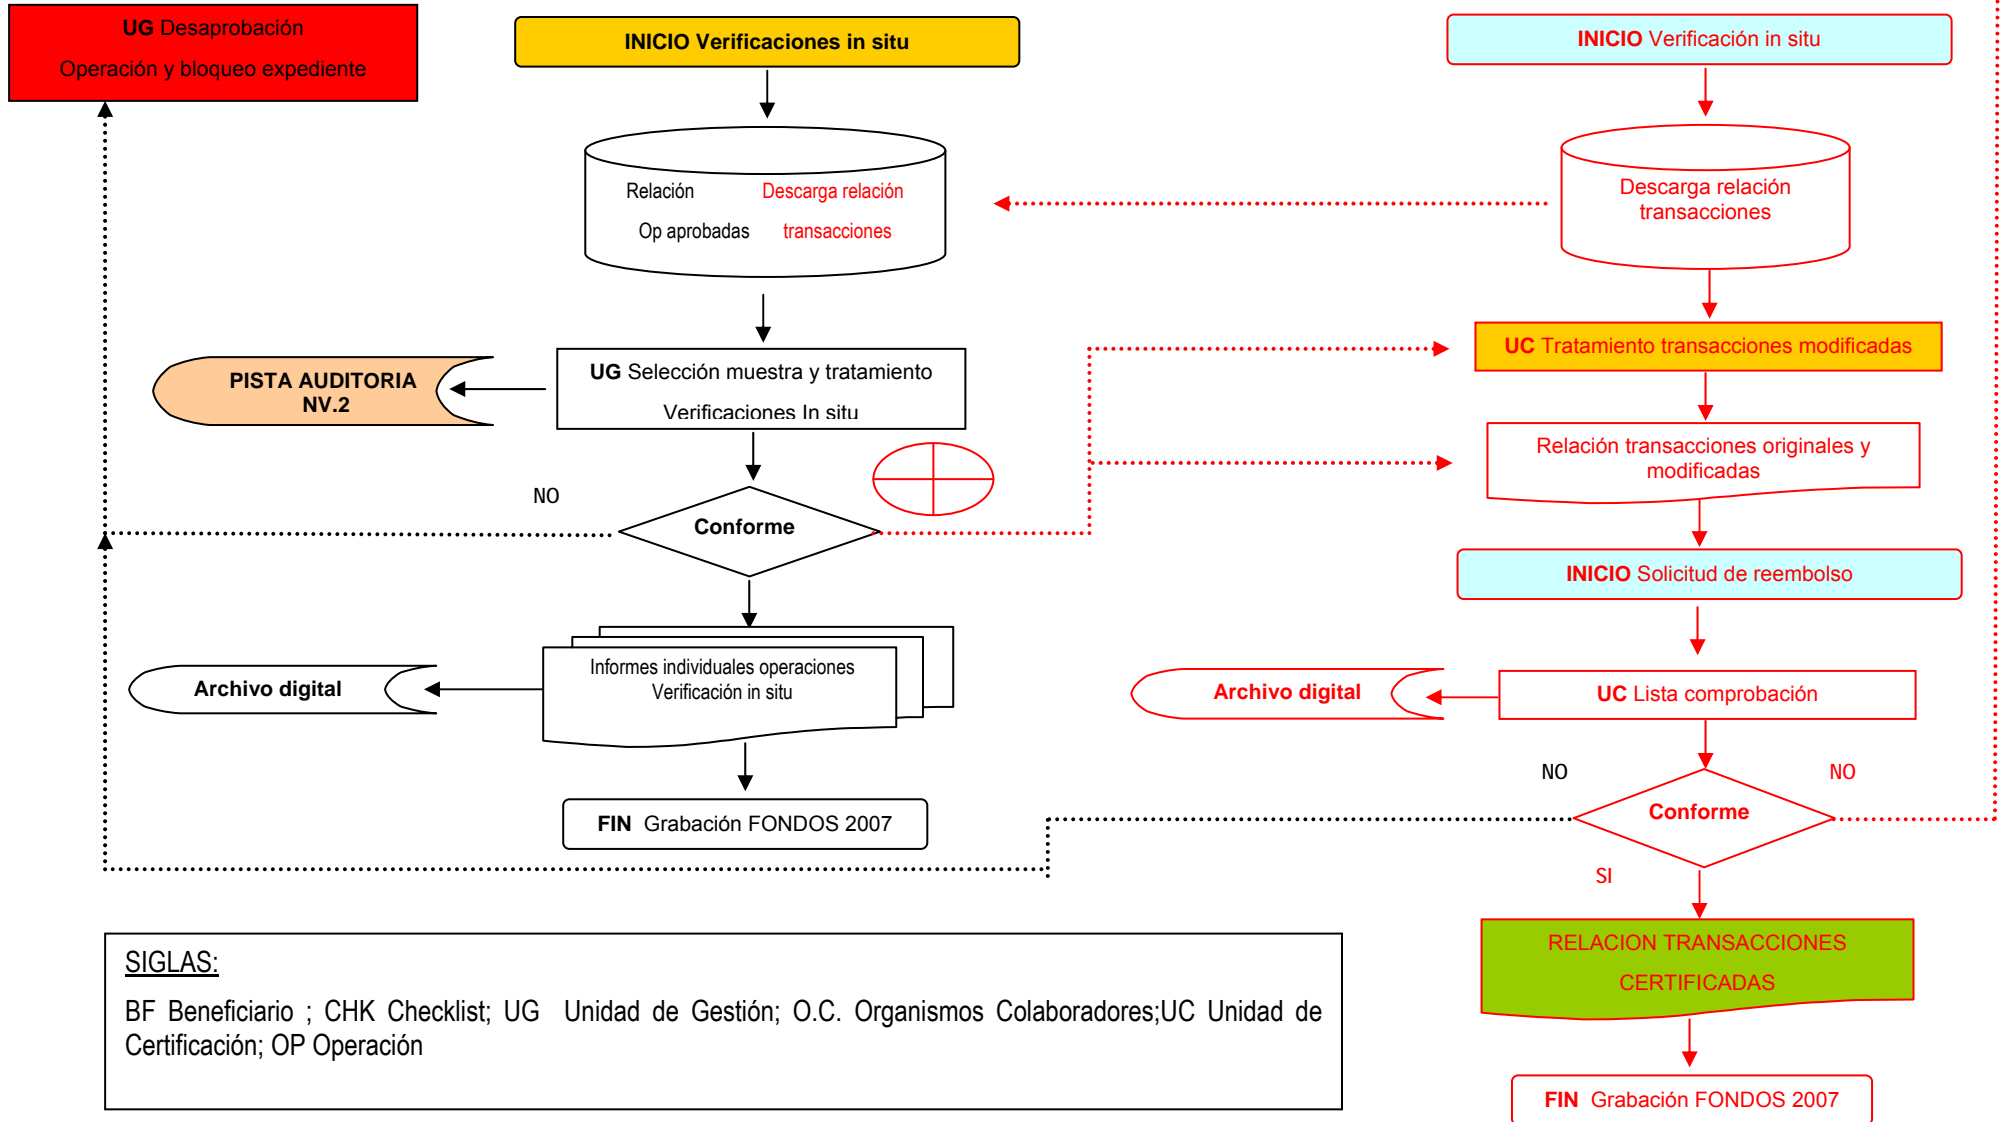 UG Desaprobación
Operación y bloqueo expediente
INICIO Verificaciones in situ
Relación Descarga relación
Op aprobadas transacciones
UG Selección muestra y tratamiento
Verificaciones In situ
PISTA AUDITORIA
NV.2
NO
Conforme
Informes individuales operaciones
Verificación in situ
Archivo digital
FIN Grabación FONDOS 2007
INICIO Verificación in situ
Descarga relación
transacciones
UC Tratamiento transacciones modificadas
Relación transacciones originales y
modificadas
INICIO Solicitud de reembolso
Archivo digital
UC Lista comprobación
NO
NO
Conforme
SI
RELACION TRANSACCIONES
CERTIFICADAS
FIN Grabación FONDOS 2007
SIGLAS:
BF Beneficiario ; CHK Checklist; UG Unidad de Gestión; O.C. Organismos Colaboradores;UC Unidad de
Certificación; OP Operación